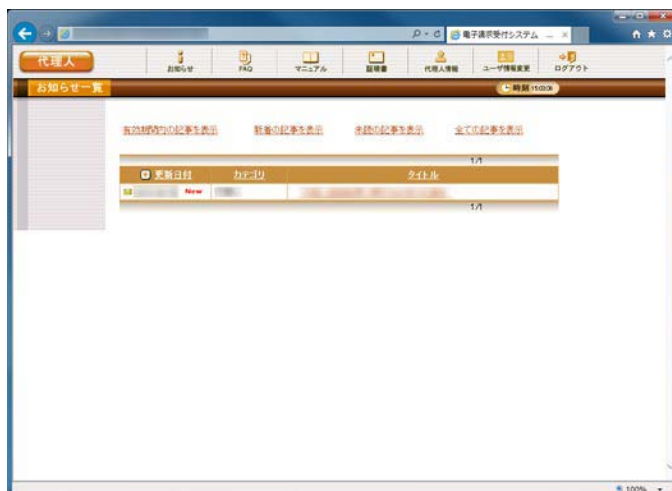 電子請求受付システム ...
代理人
お知らせ
FAQ
マニュアル
証明書
代理人情報
ユーザ情報変更
ログアウト
お知らせ一覧
時刻 15:03:06
有効期間内の記事を表示
新着の記事を表示
未読の記事を表示
全ての記事を表示
1/1
更新日付
カテゴリ
タイトル
New
1/1
100%